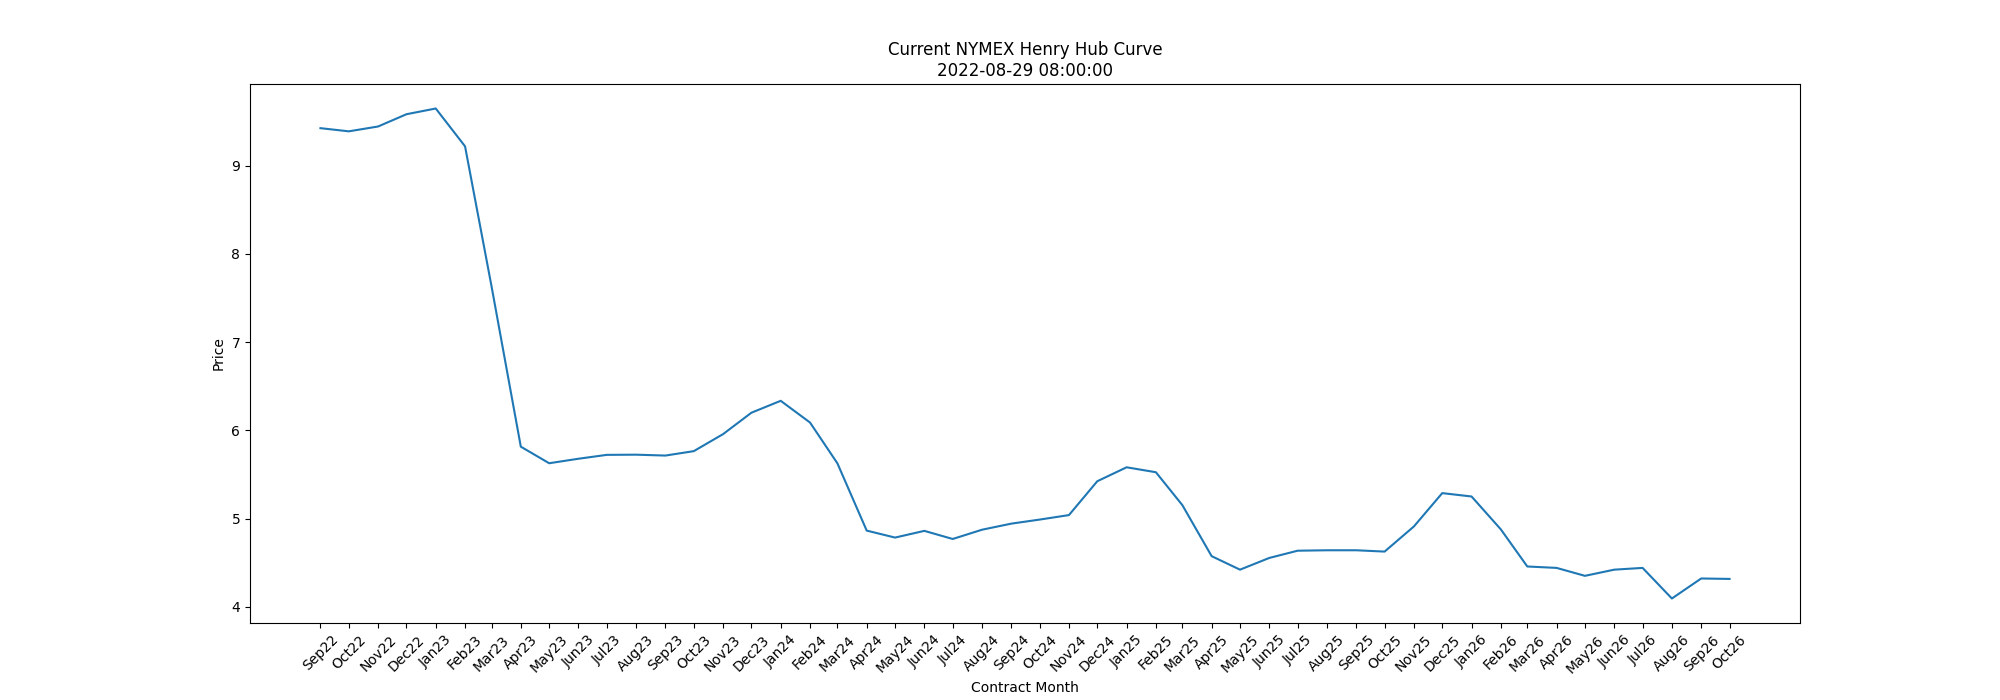 Current NYMEX Henry Hub Curve
2022-08-29 08:00:00
Price
9
8
7
6
5
4
Sep22 Oct22 Nov22 Dec22 Jan23 Feb23 Mar23 Apr23 May23 Jun23 Jul23 Aug23 Sep23 Oct23 Nov23 Dec23 Jan24 Feb24 Mar24 Apr24 May24 Jun24 Jul24 Aug24 Sep24 Oct24 Nov24 Dec24 Jan25 Feb25 Mar25 Apr25 May25 Jun25 Jul25 Aug25 Sep25 Oct25 Nov25 Dec25 Jan26 Feb26 Mar26 Apr26 May26 Jun26 Jul26 Aug26 Sep26 Oct26
Contract Month